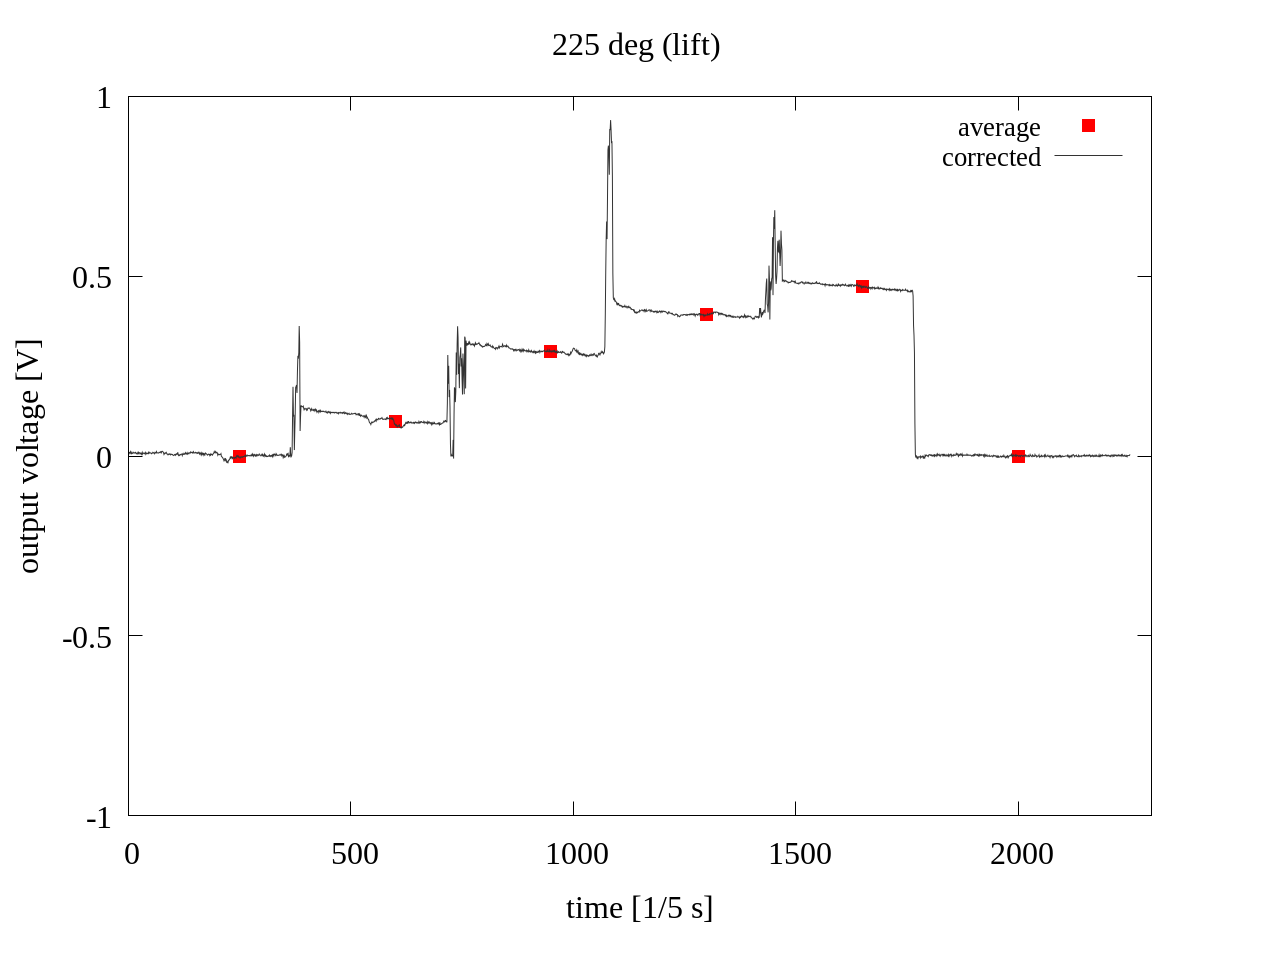 225 deg (lift)
1
average
corrected
0.5
0
-0.5
-1
output voltage [V]
0 500 1000 1500 2000
time [1/5 s]